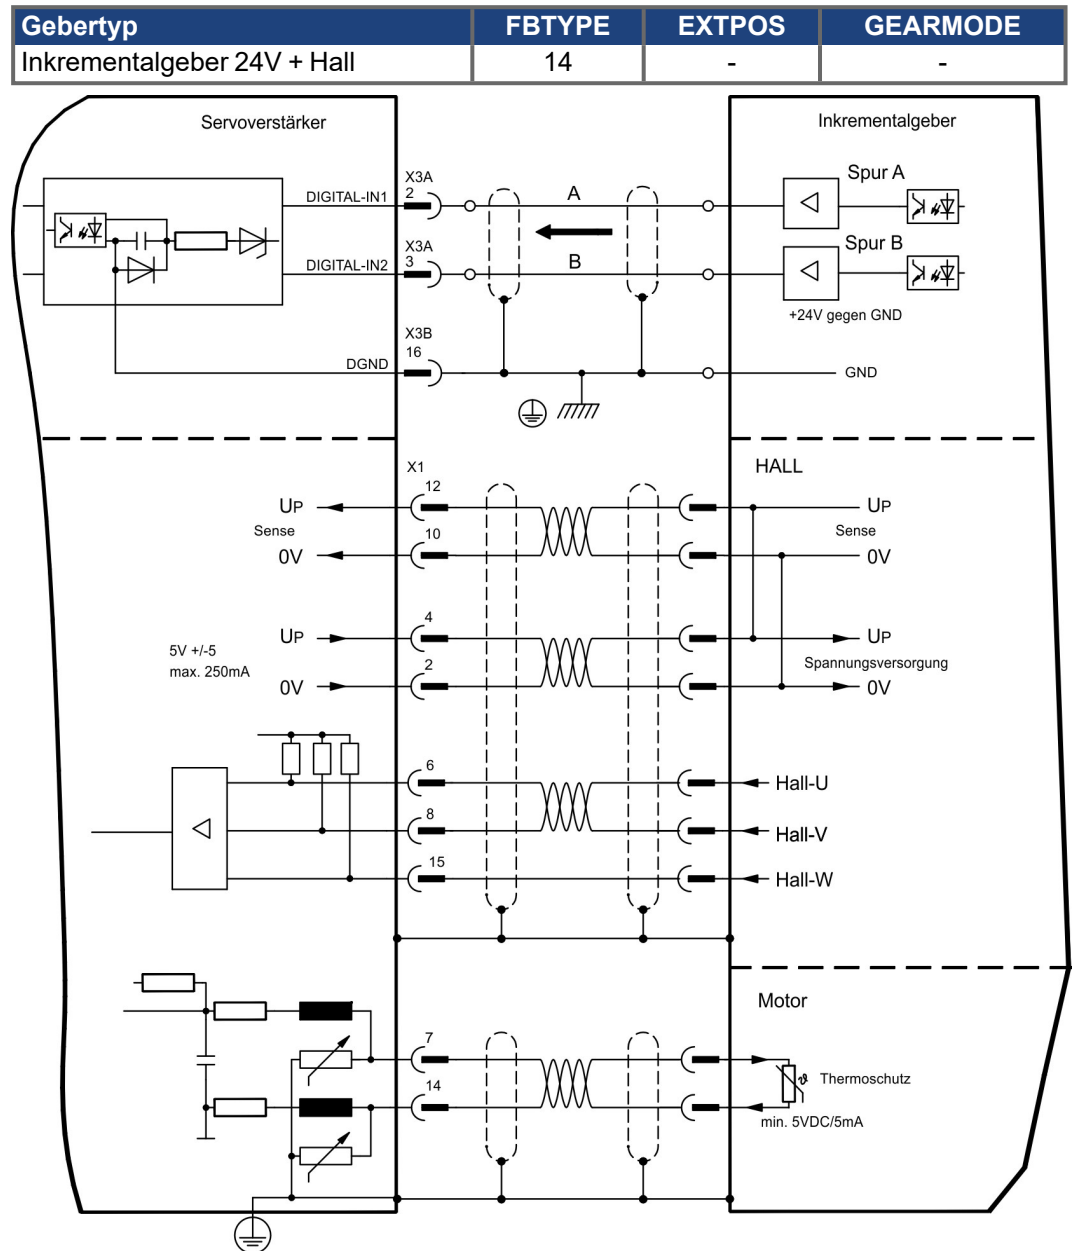 Gebertyp FBTYPE EXTPOS GEARMODE
Inkrementalgeber 24V + Hall 14 - -
Servoverstärker
Inkrementalgeber
DIGITAL-IN1
X3A
2
A
Spur A
DIGITAL-IN2
X3A
3
B
Spur B
+24V gegen GND
DGND
X3B
16
GND
X1
HALL
UP
12
UP
Sense
Sense
0V
10
0V
UP
4
UP
5V +/-5
max. 250mA
Spannungsversorgung
0V
2
0V
6
Hall-U
8
Hall-V
15
Hall-W
Motor
7
ϑ
Thermoschutz
14
min. 5VDC/5mA